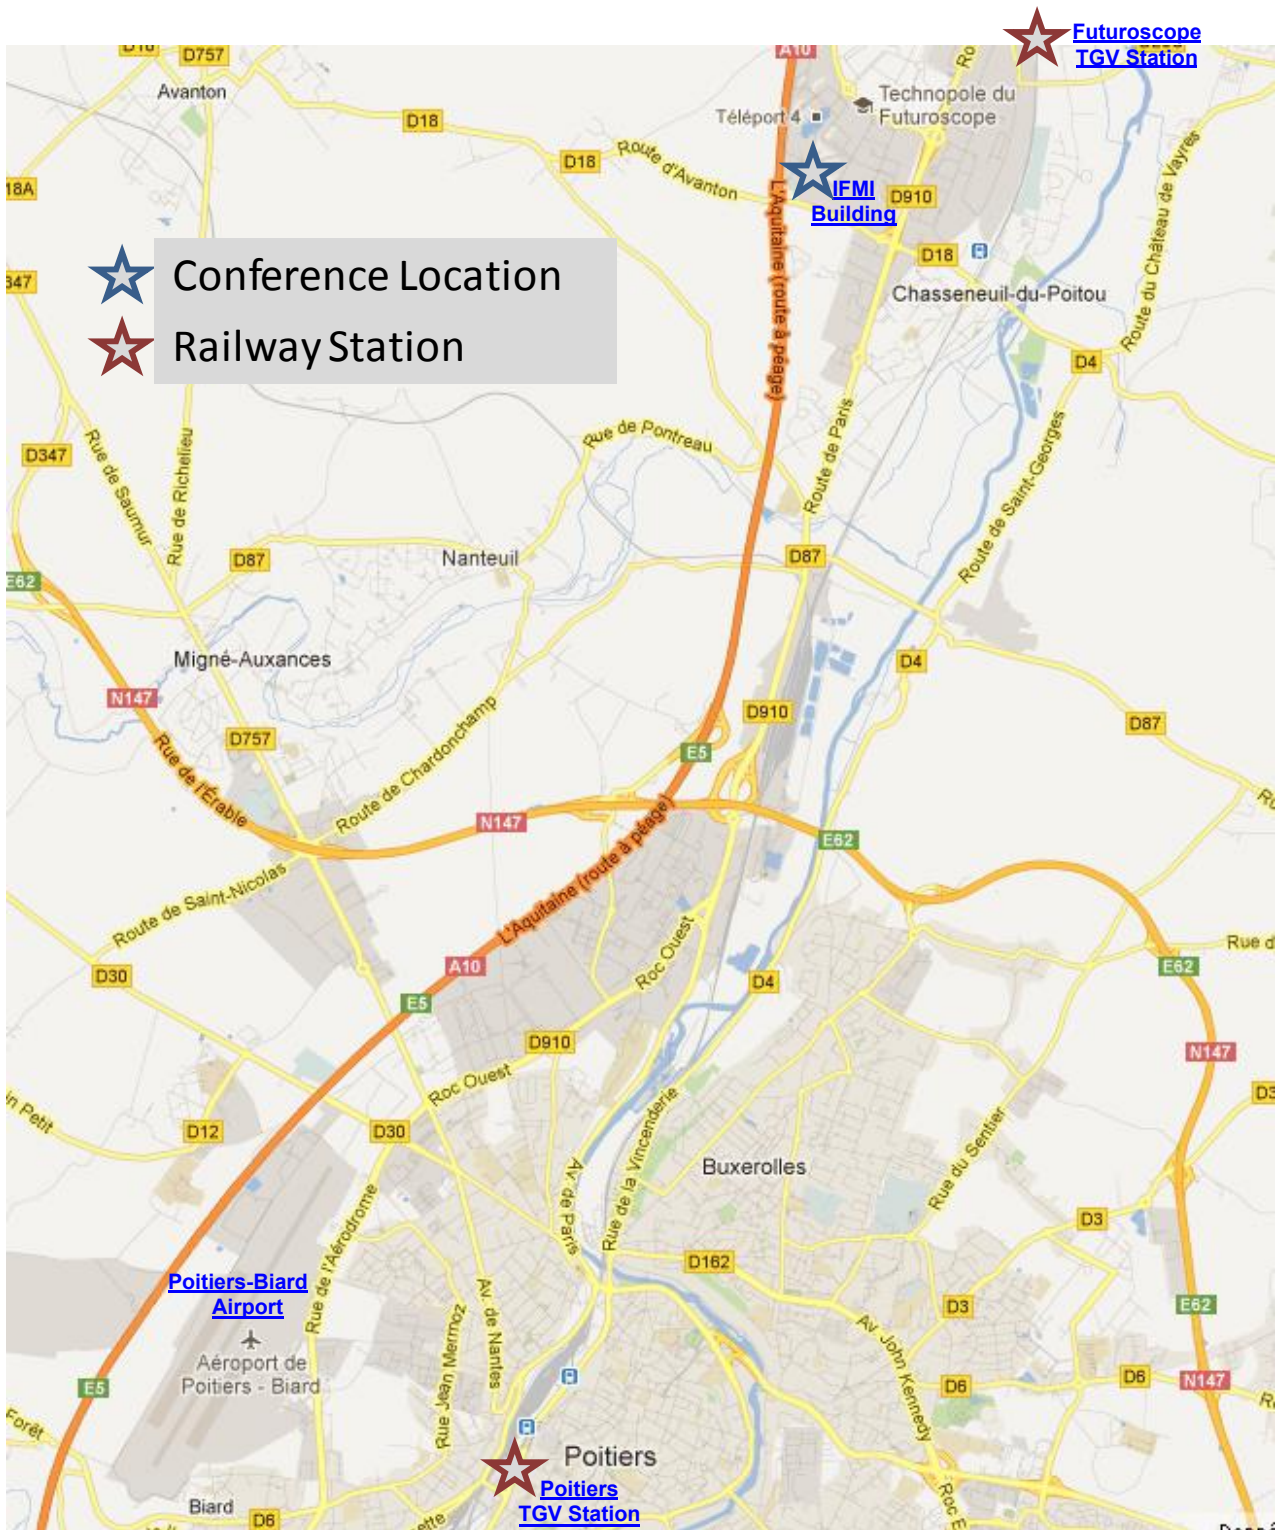 Futuroscope
TGV Station
D757
A10
Avanton
D18
Téléport 4
Technopole du
Futuroscope
D18
Route d'Avanton
18A
IFMI
Building
D910
L'Aquitaine (route à péage)
Route du Château de Vayres
D18
Conference Location
Railway Station
347
Chasseneuil-du-Poitou
D4
Rue de Pontreau
Route de Paris
Route de Saint-Georges
D347
Rue de Saumur
Rue de Richelieu
D87
Nanteuil
D87
E62
Migné-Auxances
D4
N147
D910
D87
D757
Rue de l'Érable
Route de Chardonchamp
E5
N147
E62
Route de Saint-Nicolas
L'Aquitaine (route à péage)
Roc Ouest
Rue d
D30
A10
E62
D4
E5
D910
N147
Roc Ouest
Rue de la Vincenderie
D3
in Petit
D12
D30
Av. de Paris
Buxerolles
Rue du Sentier
D3
Rue de l'Aérodrome
D162
Poitiers-Biard
Airport
Av. de Nantes
Rue Jean Mermoz
D3
E62
Av John Kennedy
Aéroport de
Poitiers - Biard
E5
D6
D6
N147
Forêt
Poitiers
Poitiers
TGV Station
Biard
D6
Roc E